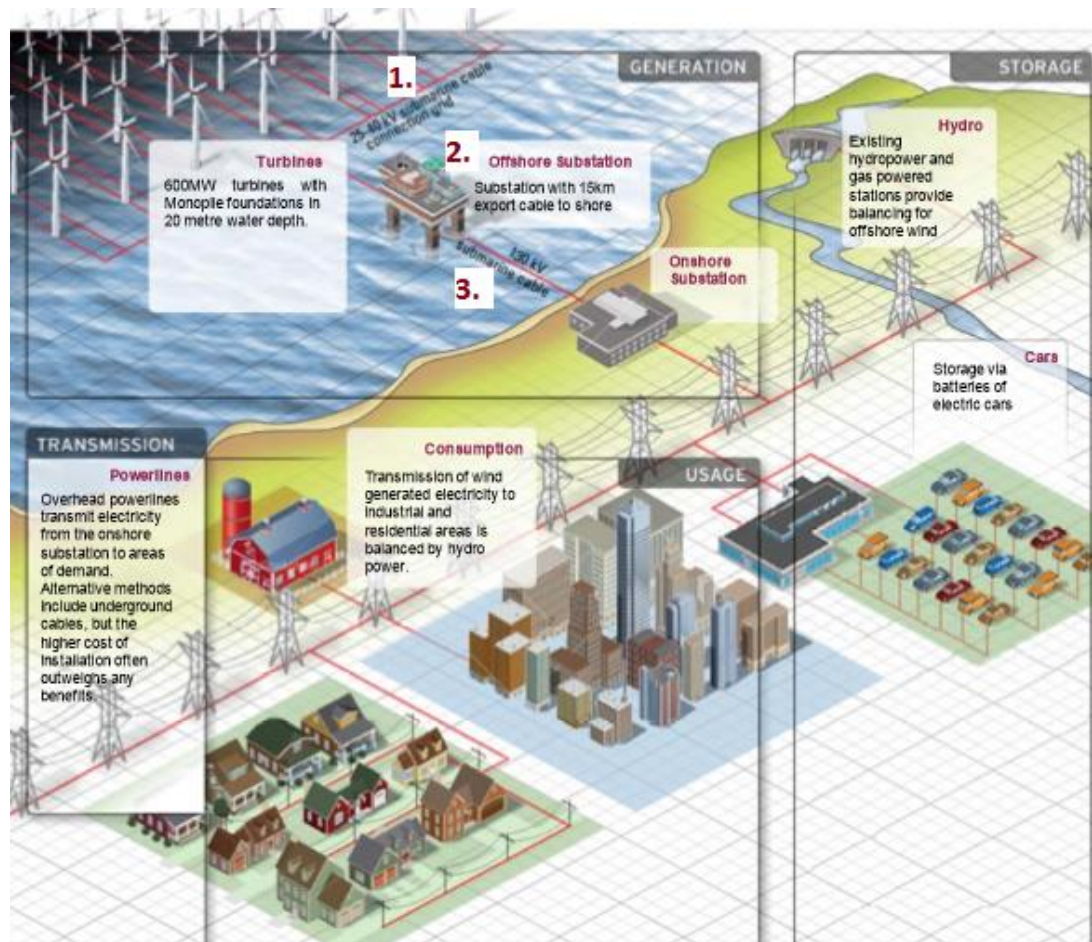 GENERATION
STORAGE
1.
25-40 kV submarine cable
connection grid
2.
Turbines
600MW turbines with
Monopile foundations in
20 metre water depth.
Offshore Substation
Substation with 15km
export cable to shore
130 kV
submarine cable
3.
Onshore
Substation
Hydro
Existing
hydropower and
gas powered
stations provide
balancing for
offshore wind
Cars
Storage via
batteries of
electric cars
TRANSMISSION
Powerlines
Overhead powerlines
transmit electricity
from the onshore
substation to areas
of demand.
Alternative methods
include underground
cables, but the
higher cost of
installation often
outweighs any
benefits.
Consumption
Transmission of wind
generated electricity to
industrial and
residential areas is
balanced by hydro
power.
USAGE